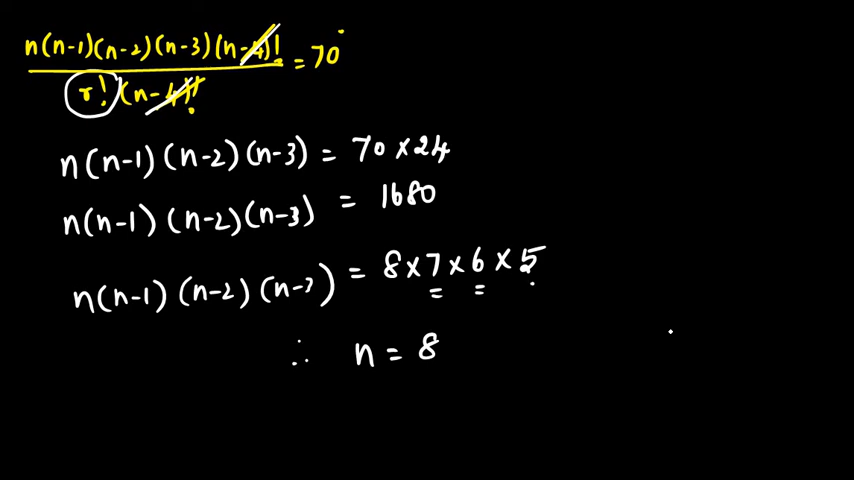 n(n-1)(n-2)(n-3)(n-4)! = 70
r! (n-4)!
n(n-1)(n-2)(n-3) = 70 × 24
n(n-1)(n-2)(n-3) = 1680
n(n-1)(n-2)(n-3) = 8 × 7 × 6 × 5
∴ n = 8